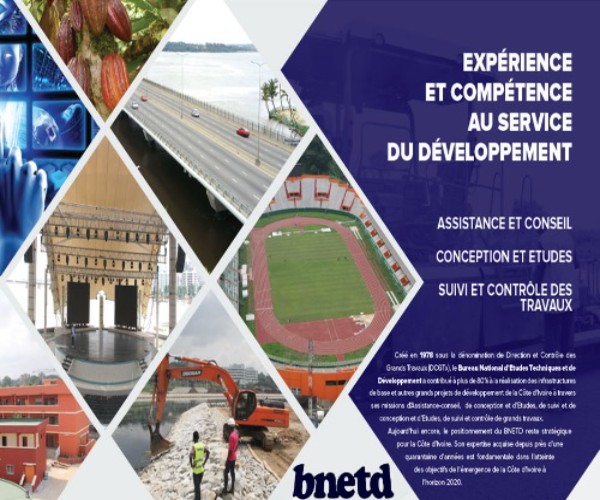 EXPÉRIENCE
ET COMPÉTENCE
AU SERVICE
DU DÉVELOPPEMENT
ASSISTANCE ET CONSEIL
CONCEPTION ET ETUDES
SUIVI ET CONTRÔLE DES
TRAVAUX
Créé en 1978 sous la dénomination de Direction et Contrôle des
Grands Travaux (DCGTx), le Bureau National d'Etudes Techniques et de
Développement a contribué à plus de 80% à la réalisation des infrastructures
de base et autres grands projets de développement de la Côte d'Ivoire à travers
ses missions d'Assistance-conseil, de conception et d'Etudes, de suivi et de
conception et d'Etudes, de suivi et contrôle de grands travaux.
Aujourd'hui encore, le positionnement du BNETD reste stratégique
pour la Côte d'Ivoire. Son expertise acquise depuis près d'une
quarantaine d'années est fondamentale dans l'atteinte
des objectifs de l'émergence de la Côte d'Ivoire à
l'horizon 2020.
bnetd